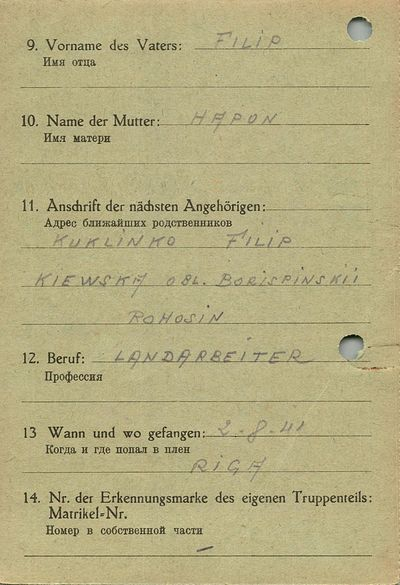 9. Vorname des Vaters: FILIP
Имя отца
10. Name der Mutter: HAPON
Имя матери
11. Anschrift der nächsten Angehörigen:
Адрес ближайших родственников
KUKLINKO FILIP
KIEWSKA OBL. BORISPINSKII
ROHOSIN
12. Beruf: LANDARBEITER
Профессия
13 Wann und wo gefangen: 2-8-41
Когда и где попал в плен
RIGA
14. Nr. der Erkennungsmarke des eigenen Truppenteils:
Matrikel-Nr.
Номер в собственной части
–